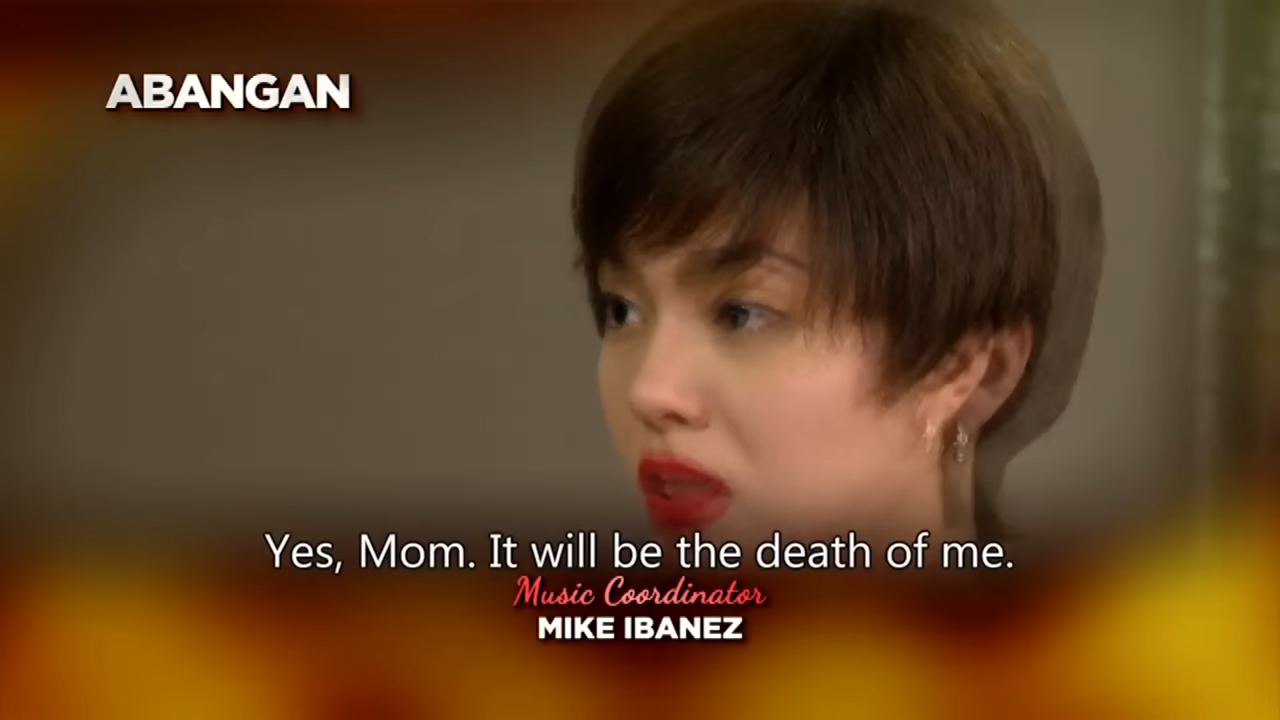 ABANGAN
Yes, Mom. It will be the death of me.
Music Coordinator
MIKE IBANEZ